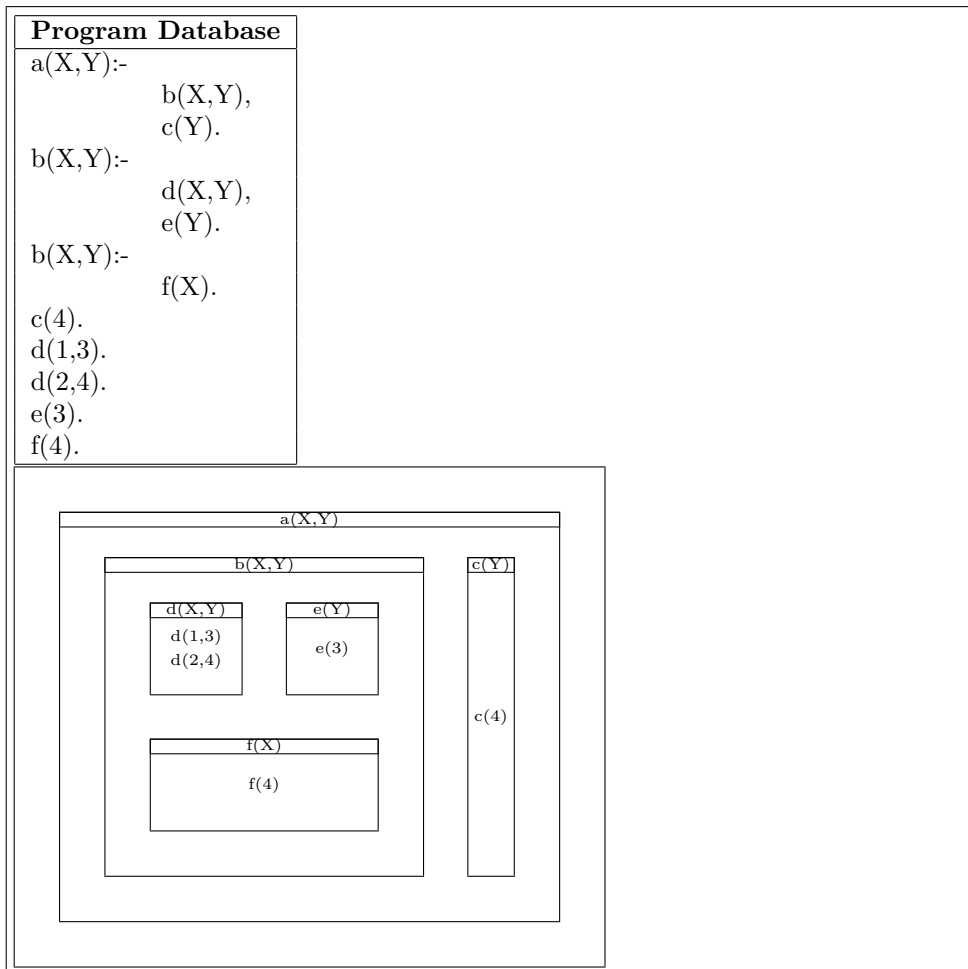 Program Database
a(X,Y):-
b(X,Y),
c(Y).
b(X,Y):-
d(X,Y),
e(Y).
b(X,Y):-
f(X).
c(4).
d(1,3).
d(2,4).
e(3).
f(4).
a(X,Y)
b(X,Y)
c(Y)
d(X,Y)
e(Y)
d(1,3)
d(2,4)
e(3)
c(4)
f(X)
f(4)